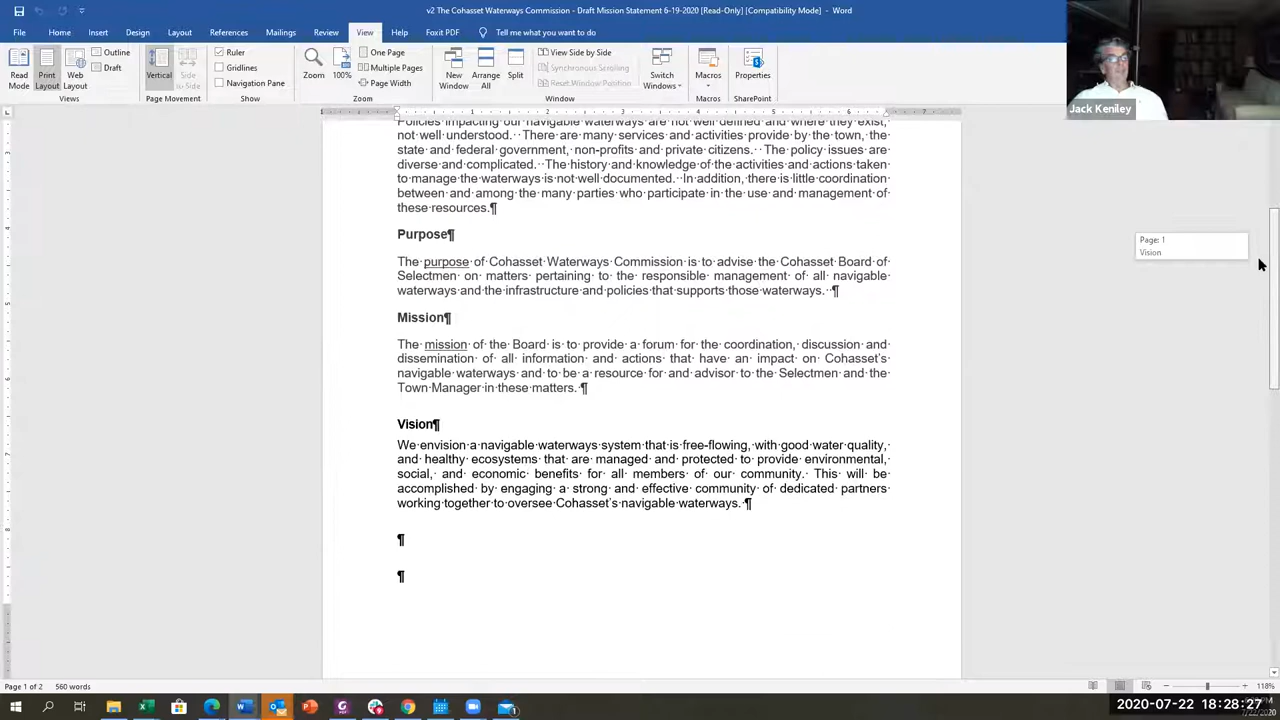 v2 The Cohasset Waterways Commission - Draft Mission Statement 6-19-2020 [Read-Only] [Compatibility Mode] - Word
File Home Insert Design Layout References Mailings Review View Help Foxit PDF Tell me what you want to do
Read Mode Print Layout Web Layout Outline Draft
Views
Vertical Side to Side
Page Movement
Ruler
Gridlines
Navigation Pane
Show
Zoom 100% One Page
Multiple Pages
Page Width
Zoom
New Window Arrange All Split
View Side by Side
Synchronous Scrolling
Reset Window Position
Switch Windows
Window
Macros
Macros
Properties
SharePoint
Jack Keniley
Policies impacting our navigable waterways are not well defined and where they exist,
not well understood. There are many services and activities provide by the town, the
state and federal government, non-profits and private citizens. The policy issues are
diverse and complicated. The history and knowledge of the activities and actions taken
to manage the waterways is not well documented. In addition, there is little coordination
between and among the many parties who participate in the use and management of
these resources.¶
Purpose¶
The purpose of Cohasset Waterways Commission is to advise the Cohasset Board of
Selectmen on matters pertaining to the responsible management of all navigable
waterways and the infrastructure and policies that supports those waterways. ¶
Mission¶
The mission of the Board is to provide a forum for the coordination, discussion and
dissemination of all information and actions that have an impact on Cohasset's
navigable waterways and to be a resource for and advisor to the Selectmen and the
Town Manager in these matters. ¶
Vision¶
We envision a navigable waterways system that is free-flowing, with good water quality,
and healthy ecosystems that are managed and protected to provide environmental,
social, and economic benefits for all members of our community. This will be
accomplished by engaging a strong and effective community of dedicated partners
working together to oversee Cohasset's navigable waterways. ¶
¶
¶
Page: 1
Vision
Page 1 of 2 560 words
118%
2020-07-22 18:28:27